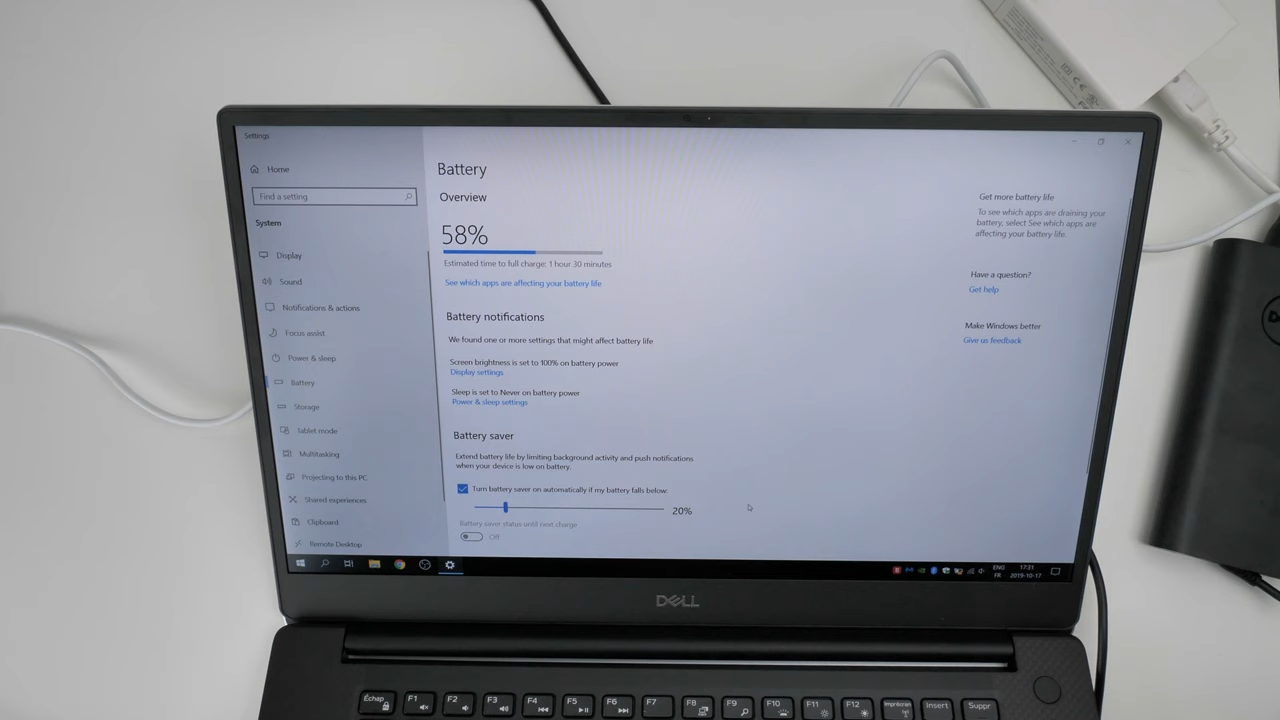 Settings
Home
Find a setting
System
Display
Sound
Notifications & actions
Focus assist
Power & sleep
Battery
Storage
Tablet mode
Multitasking
Projecting to this PC
Shared experiences
Clipboard
Remote Desktop
Battery
Overview
58%
Estimated time to full charge: 1 hour 30 minutes
See which apps are affecting your battery life
Battery notifications
We found one or more settings that might affect battery life
Screen brightness is set to 100% on battery power
Display settings
Sleep is set to Never on battery power
Power & sleep settings
Battery saver
Extend battery life by limiting background activity and push notifications
when your device is low on battery.
Turn battery saver on automatically if my battery falls below:
20%
Battery saver status until next charge
Off
Get more battery life
To see which apps are draining your
battery, select See which apps are
affecting your battery life.
Have a question?
Get help
Make Windows better
Give us feedback
ENG
FR
17:31
2019-10-17
DELL
Échap
F1
F2
F3
F4
F5
F6
F7
F8
F9
F10
F11
F12
Imprécran
Insert
Suppr